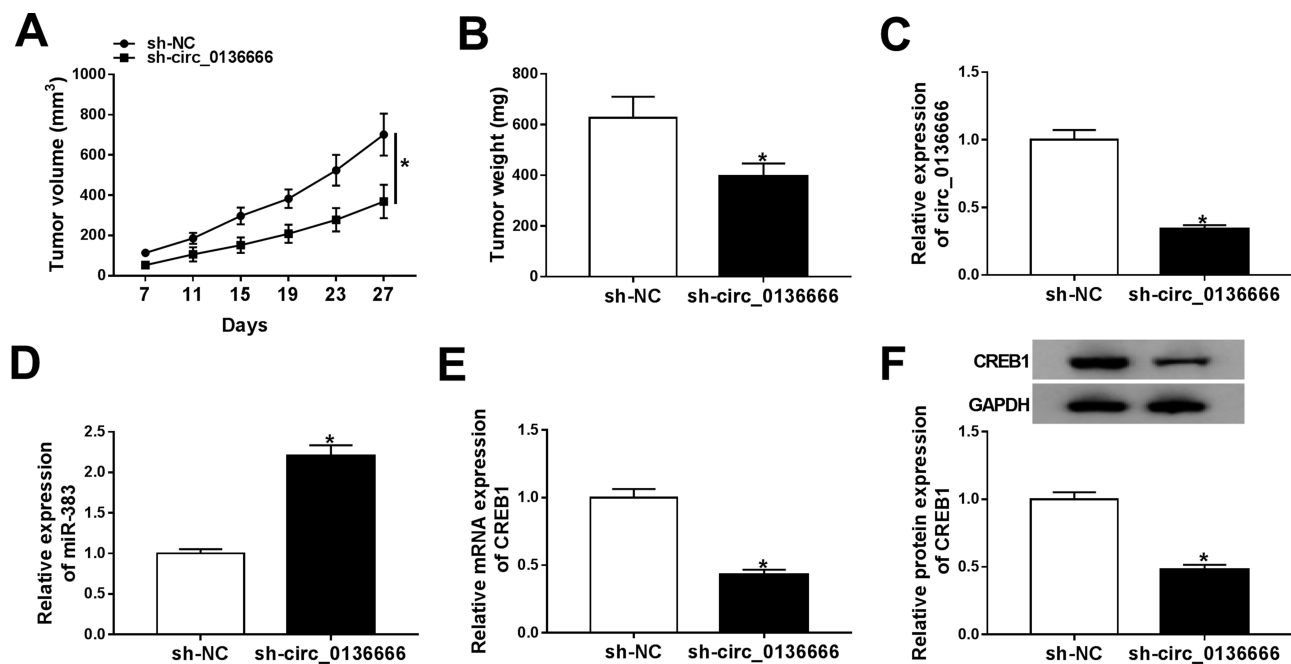 A
sh-NC
sh-circ_0136666
Tumor volume (mm³)
1000
800
600
400
200
0
*
7 11 15 19 23 27
Days
B
Tumor weight (mg)
800
600
400
200
0
*
sh-NC sh-circ_0136666
C
Relative expression
of circ_0136666
1.5
1.0
0.5
0.0
*
sh-NC sh-circ_0136666
D
Relative expression
of miR-383
2.5
2.0
1.5
1.0
0.5
0.0
*
sh-NC sh-circ_0136666
E
Relative mRNA expression
of CREB1
1.5
1.0
0.5
0.0
*
sh-NC sh-circ_0136666
F
CREB1
GAPDH
Relative protein expression
of CREB1
1.5
1.0
0.5
0.0
*
sh-NC sh-circ_0136666